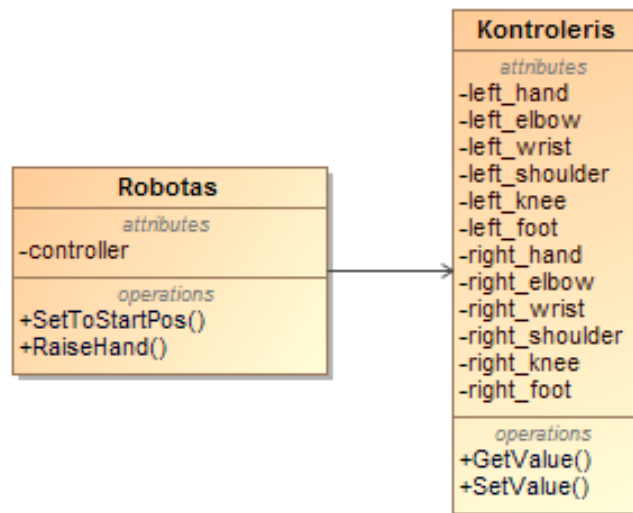 Robotas
attributes
-controller
operations
+SetToStartPos()
+RaiseHand()
Kontroleris
attributes
-left_hand
-left_elbow
-left_wrist
-left_shoulder
-left_knee
-left_foot
-right_hand
-right_elbow
-right_wrist
-right_shoulder
-right_knee
-right_foot
operations
+GetValue()
+SetValue()